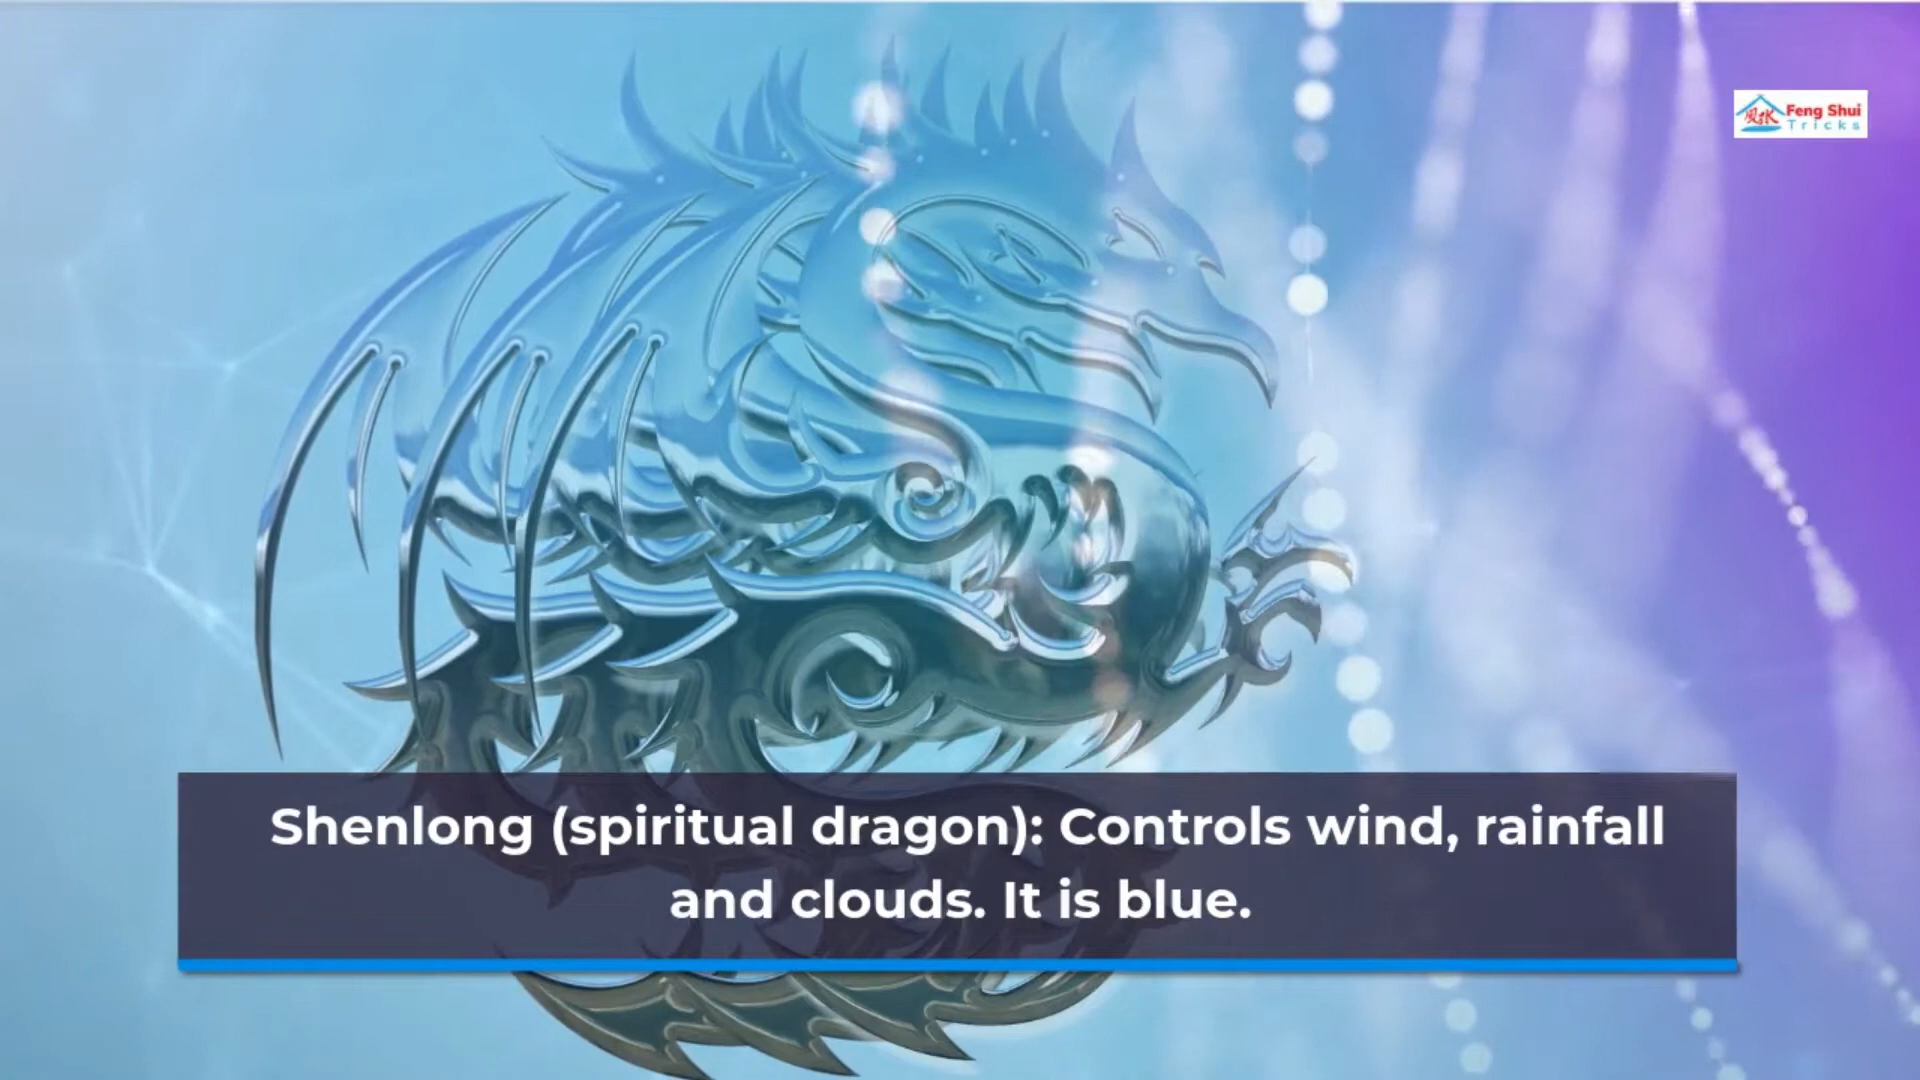 Feng Shui
Tricks
Shenlong (spiritual dragon): Controls wind, rainfall
and clouds. It is blue.